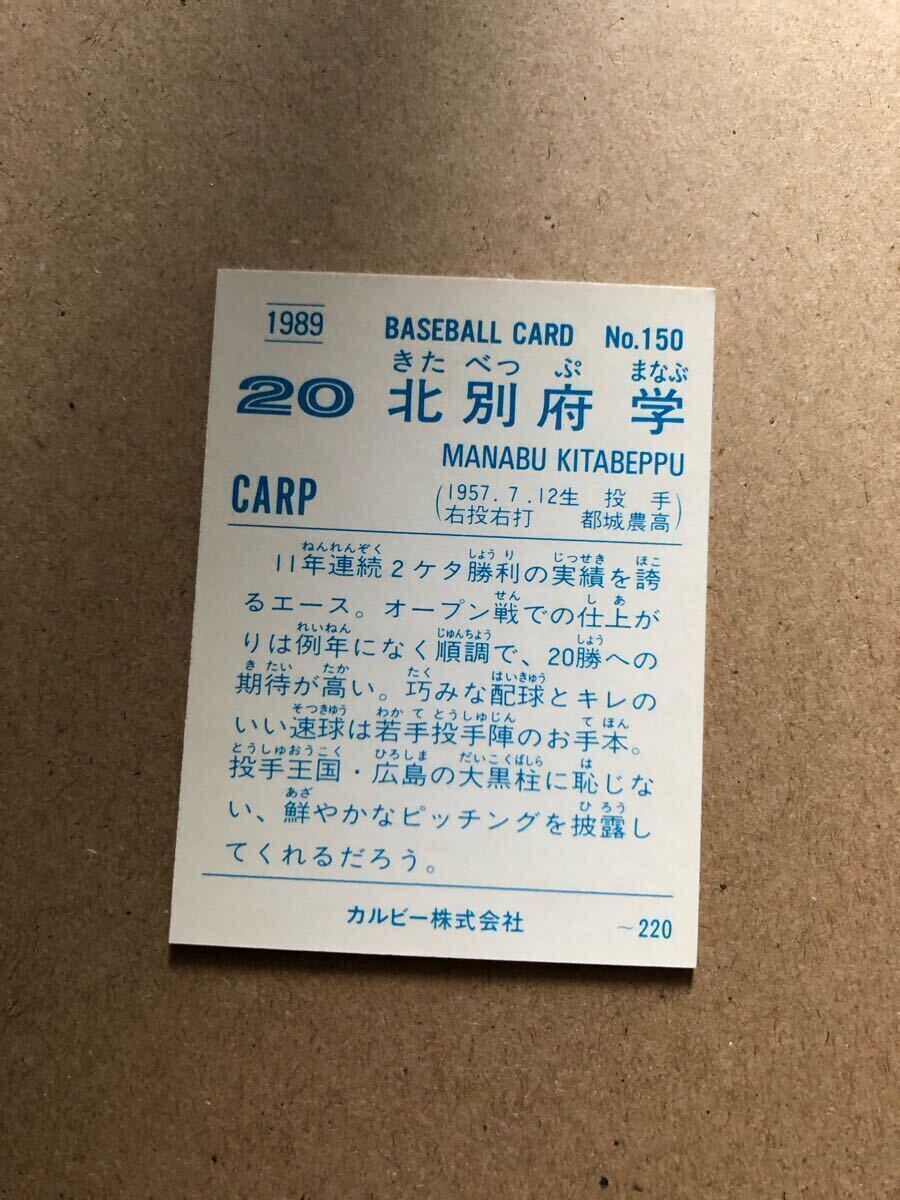 1989 BASEBALL CARD No.150
きた べっ ぷ まなぶ
20 北別府 学
MANABU KITABEPPU
CARP
(1957.7.12生 投手
右投右打 都城農高)
ねんれんぞく しょうり じっせき ほこ
11年連続2ケタ勝利の実績を誇
せん しあ
るエース。オープン戦での仕上が
れいねん じゅんちょう しょう
りは例年になく順調で、20勝への
きたい たか たく はいきゅう
期待が高い。巧みな配球とキレの
そっきゅう わかてとうしゅじん てほん
いい速球は若手投手陣のお手本。
とうしゅおうこく ひろしま だいこくばしら は
投手王国・広島の大黒柱に恥じな
あざ ひろう
い、鮮やかなピッチングを披露し
てくれるだろう。
カルビー株式会社 ~220